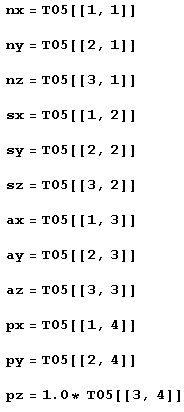 nx = T05[[1, 1]]
ny = T05[[2, 1]]
nz = T05[[3, 1]]
sx = T05[[1, 2]]
sy = T05[[2, 2]]
sz = T05[[3, 2]]
ax = T05[[1, 3]]
ay = T05[[2, 3]]
az = T05[[3, 3]]
px = T05[[1, 4]]
py = T05[[2, 4]]
pz = 1.0* T05[[3, 4]]